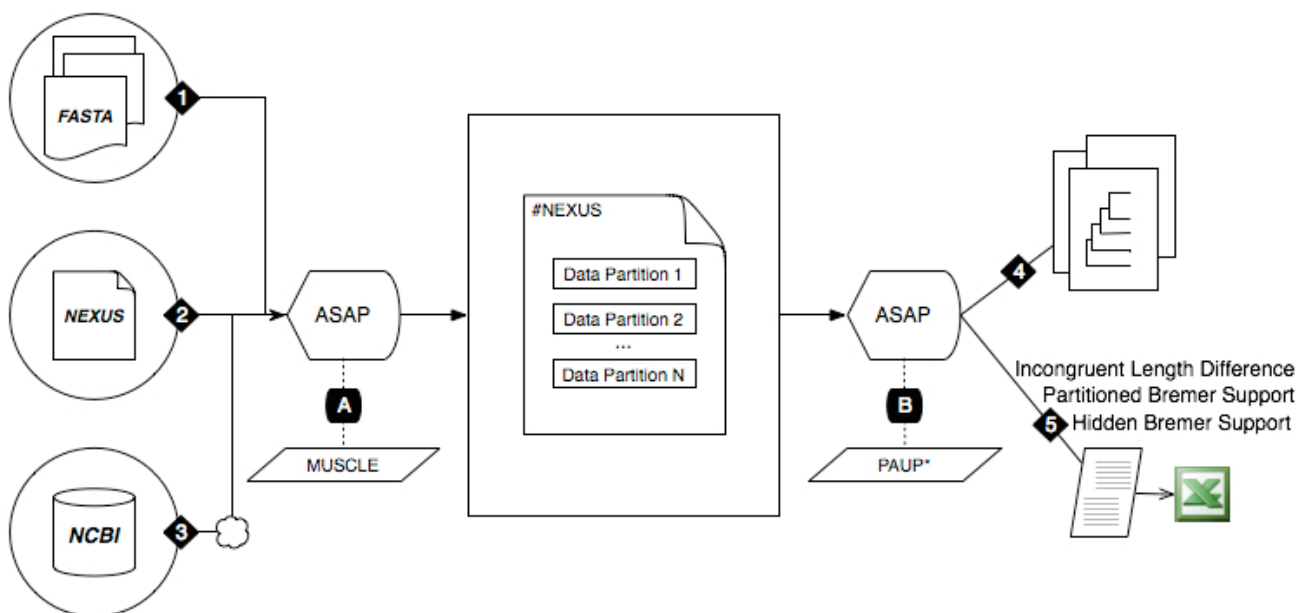 FASTA
1
NEXUS
2
NCBI
3
ASAP
A
MUSCLE
#NEXUS
Data Partition 1
Data Partition 2
...
Data Partition N
ASAP
B
PAUP*
4
Incongruent Length Difference
Partitioned Bremer Support
5
Hidden Bremer Support
X